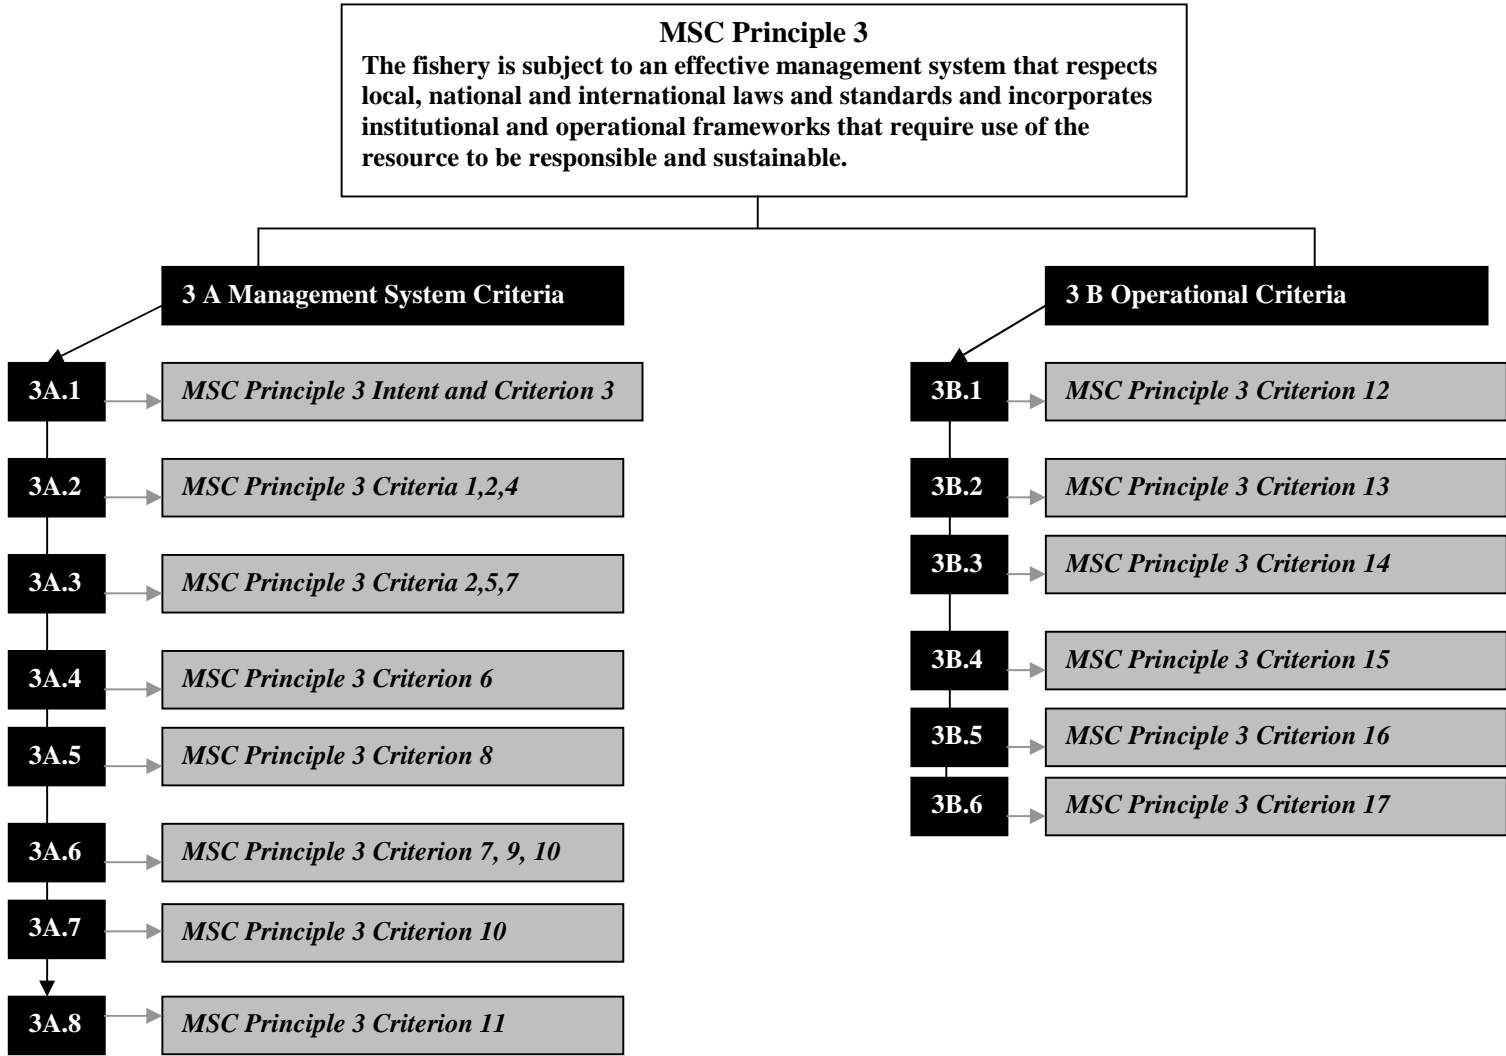 MSC Principle 3
The fishery is subject to an effective management system that respects
local, national and international laws and standards and incorporates
institutional and operational frameworks that require use of the
resource to be responsible and sustainable.
3 A Management System Criteria
3A.1
MSC Principle 3 Intent and Criterion 3
3A.2
MSC Principle 3 Criteria 1,2,4
3A.3
MSC Principle 3 Criteria 2,5,7
3A.4
MSC Principle 3 Criterion 6
3A.5
MSC Principle 3 Criterion 8
3A.6
MSC Principle 3 Criterion 7, 9, 10
3A.7
MSC Principle 3 Criterion 10
3A.8
MSC Principle 3 Criterion 11
3 B Operational Criteria
3B.1
MSC Principle 3 Criterion 12
3B.2
MSC Principle 3 Criterion 13
3B.3
MSC Principle 3 Criterion 14
3B.4
MSC Principle 3 Criterion 15
3B.5
MSC Principle 3 Criterion 16
3B.6
MSC Principle 3 Criterion 17